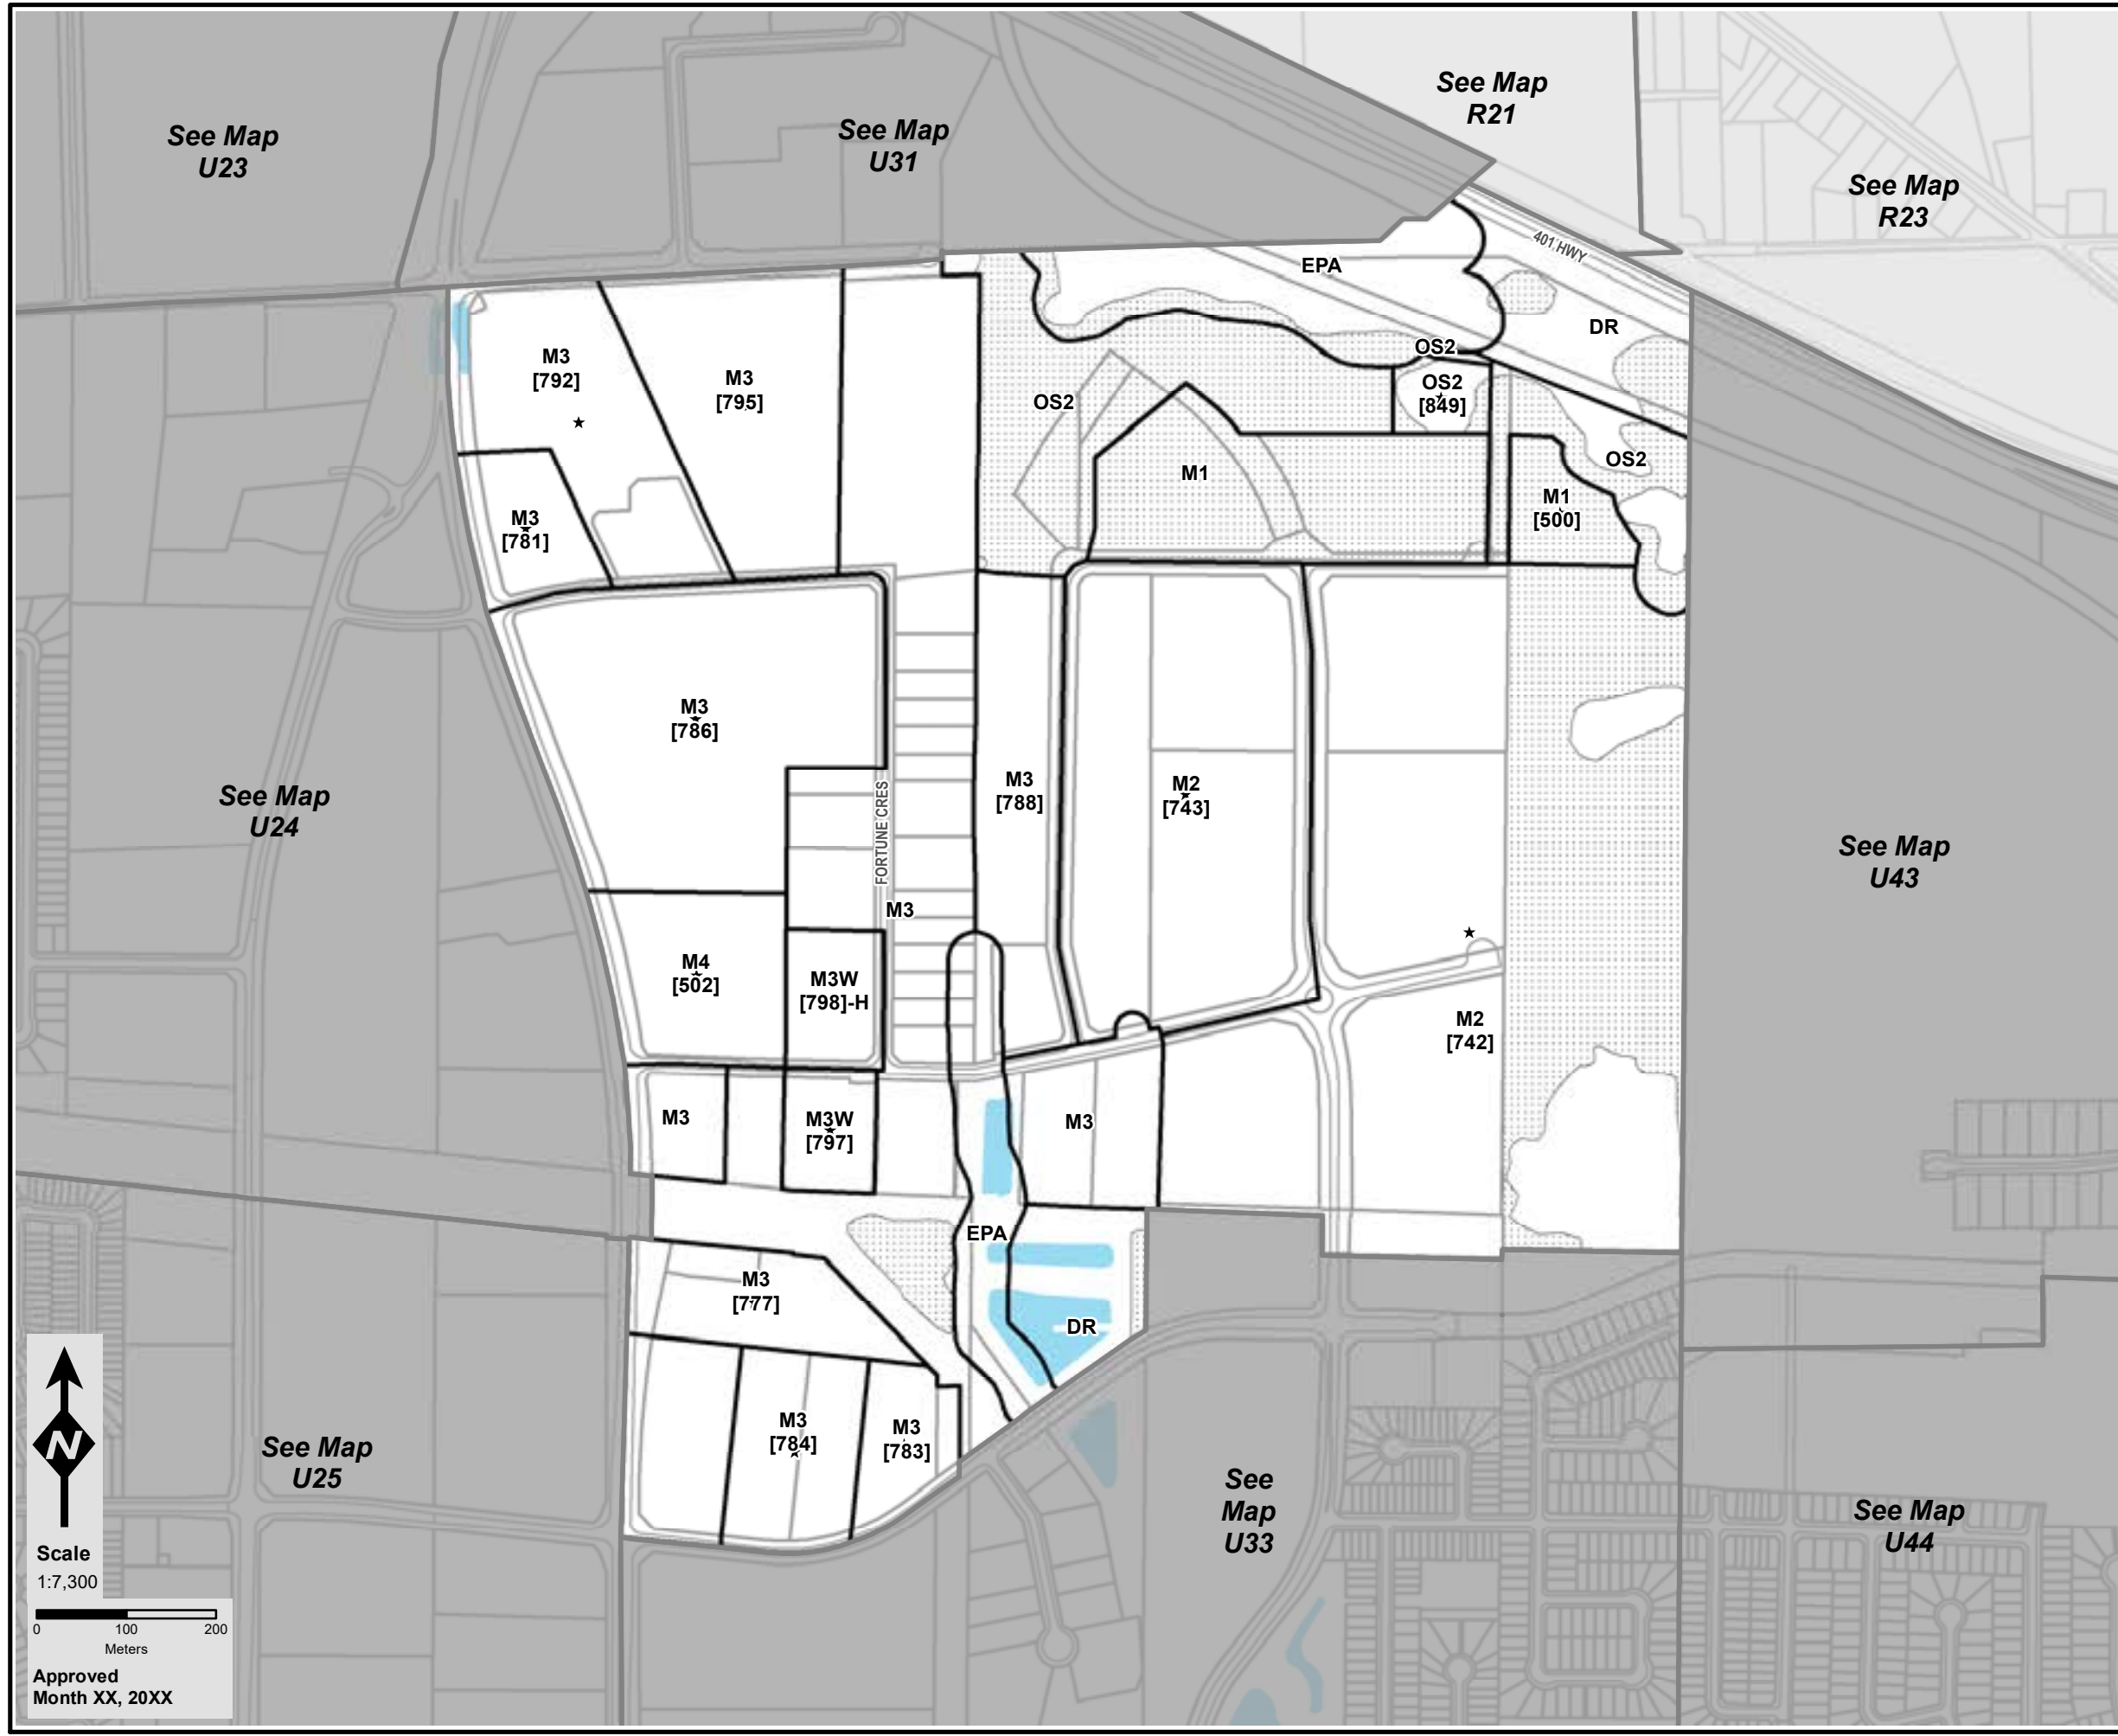 See Map
R21
See Map
U23
See Map
U31
See Map
R23
401 HWY
EPA
DR
OS2
M3
[792]
M3
[795]
OS2
OS2
[849]
OS2
M1
M1
[500]
M3
[781]
M3
[786]
M3
[788]
M2
[743]
See Map
U24
FORTUNE CRES
See Map
U43
M3
M4
[502]
M3W
[798]-H
M2
[742]
M3
M3W
[797]
M3
EPA
M3
[777]
DR
M3
[784]
M3
[783]
See Map
U25
See
Map
U33
See Map
U44
N
Scale
1:7,300
0 100 200
Meters
Approved
Month XX, 20XX